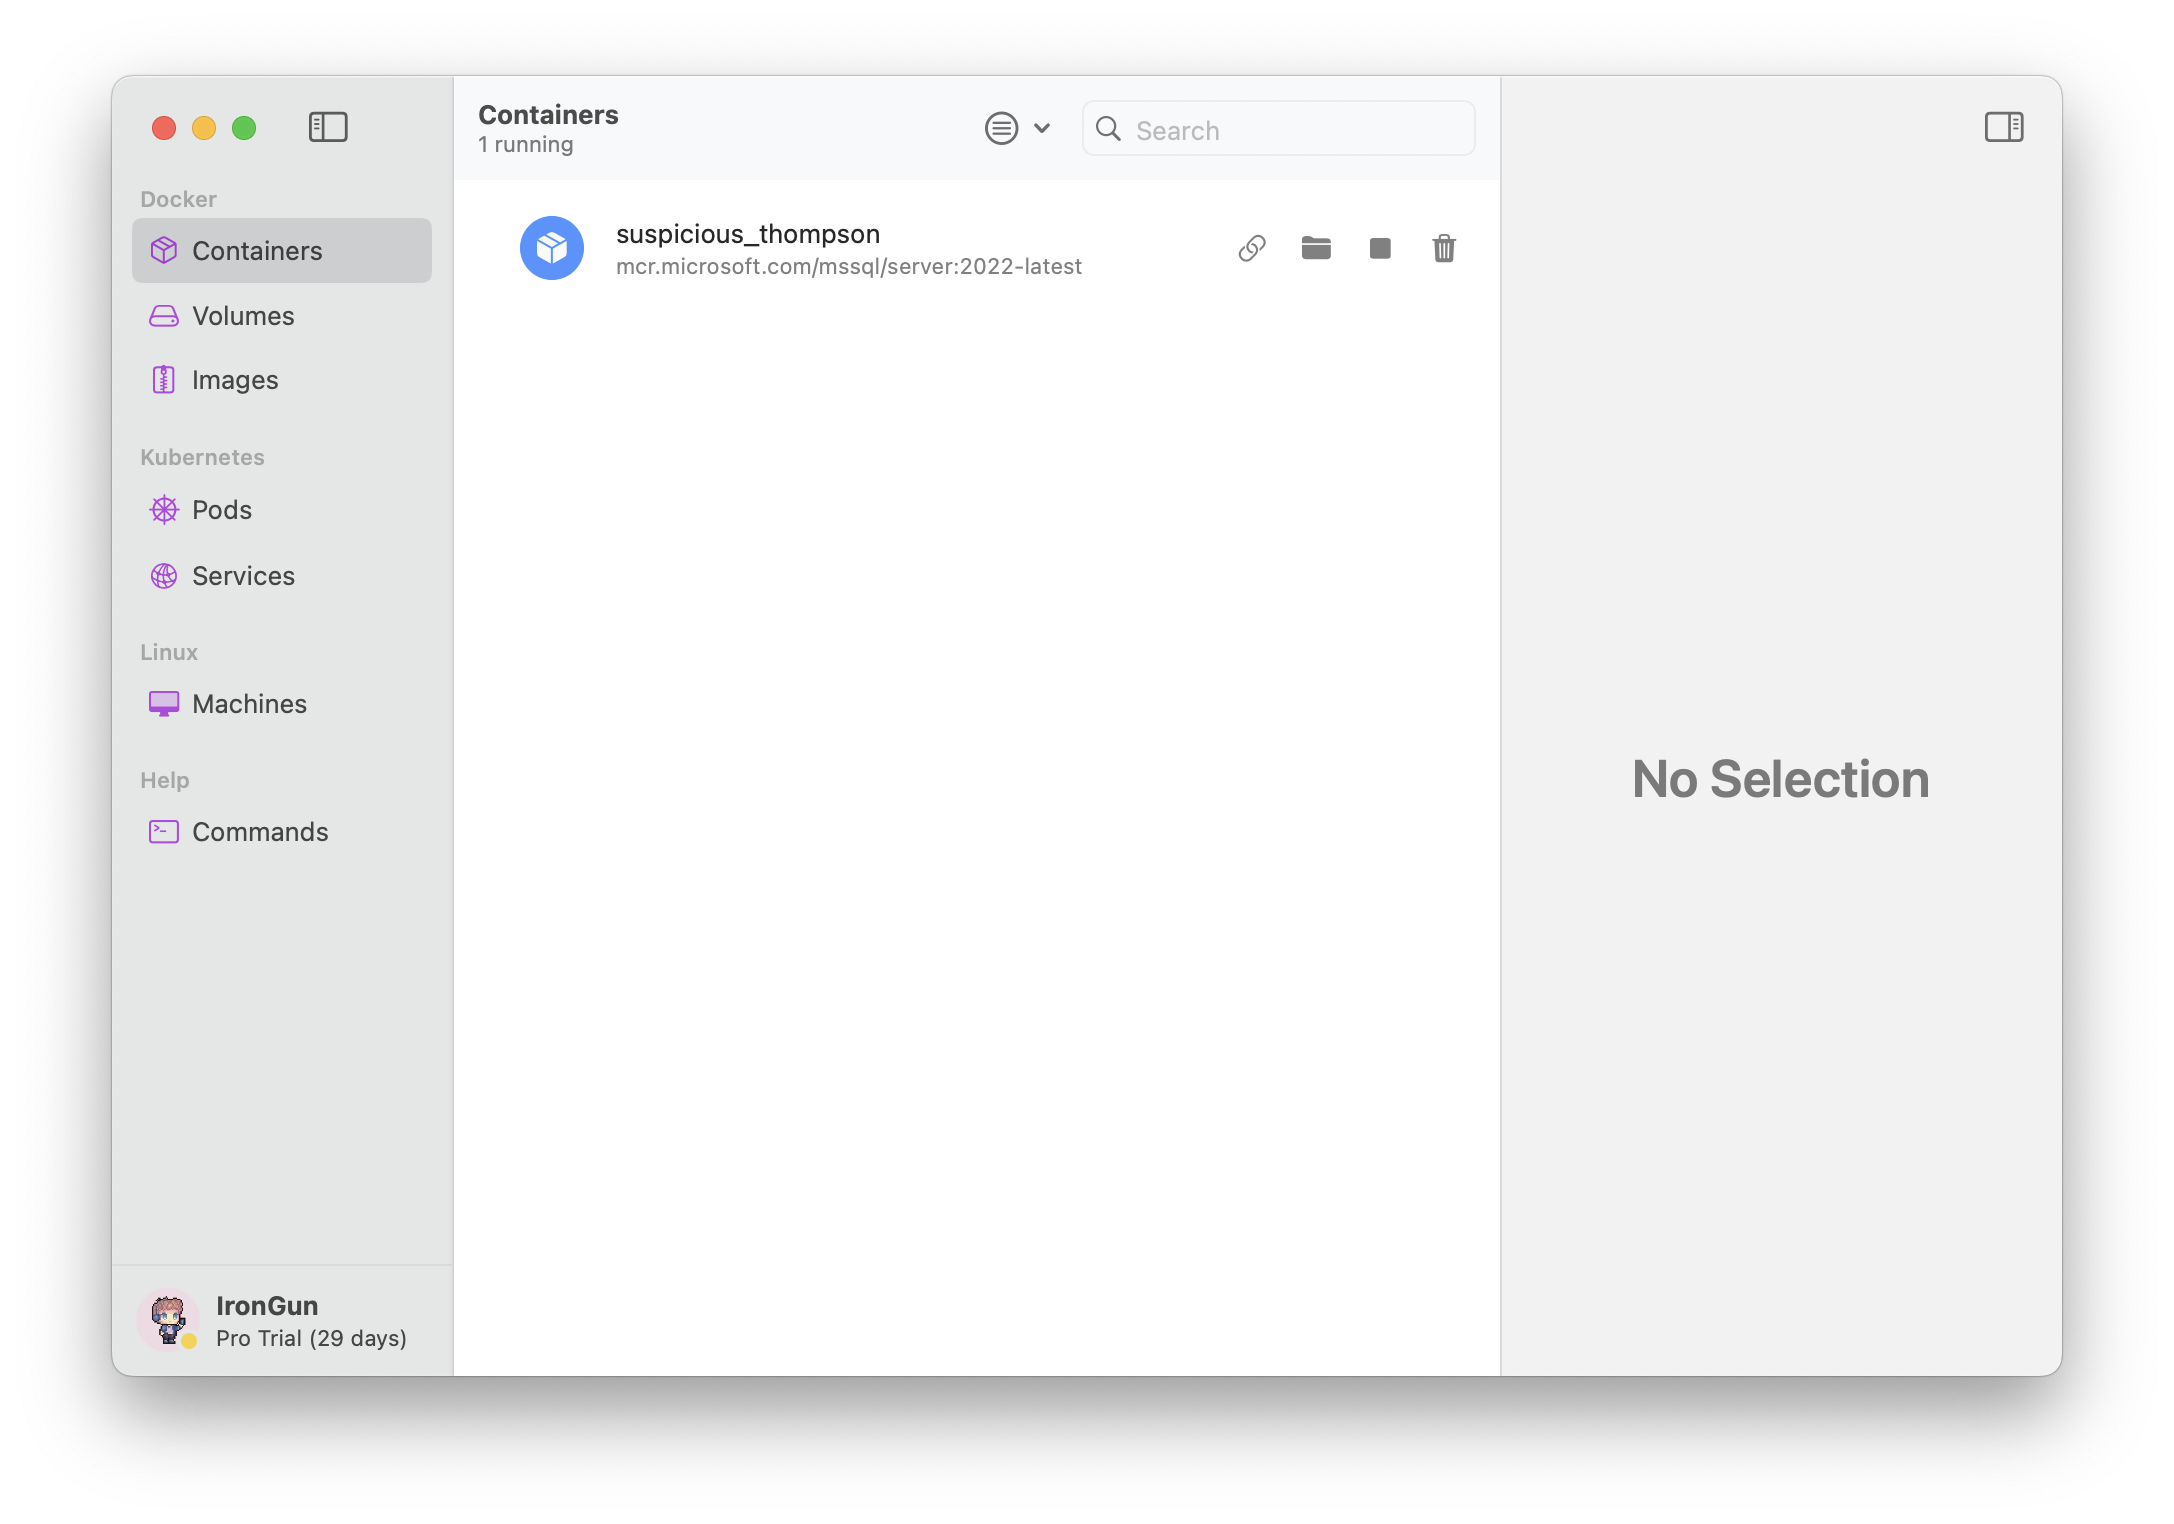 Docker
Containers
Volumes
Images
Kubernetes
Pods
Services
Linux
Machines
Help
Commands
IronGun
Pro Trial (29 days)
Containers
1 running
Search
suspicious_thompson
mcr.microsoft.com/mssql/server:2022-latest
No Selection